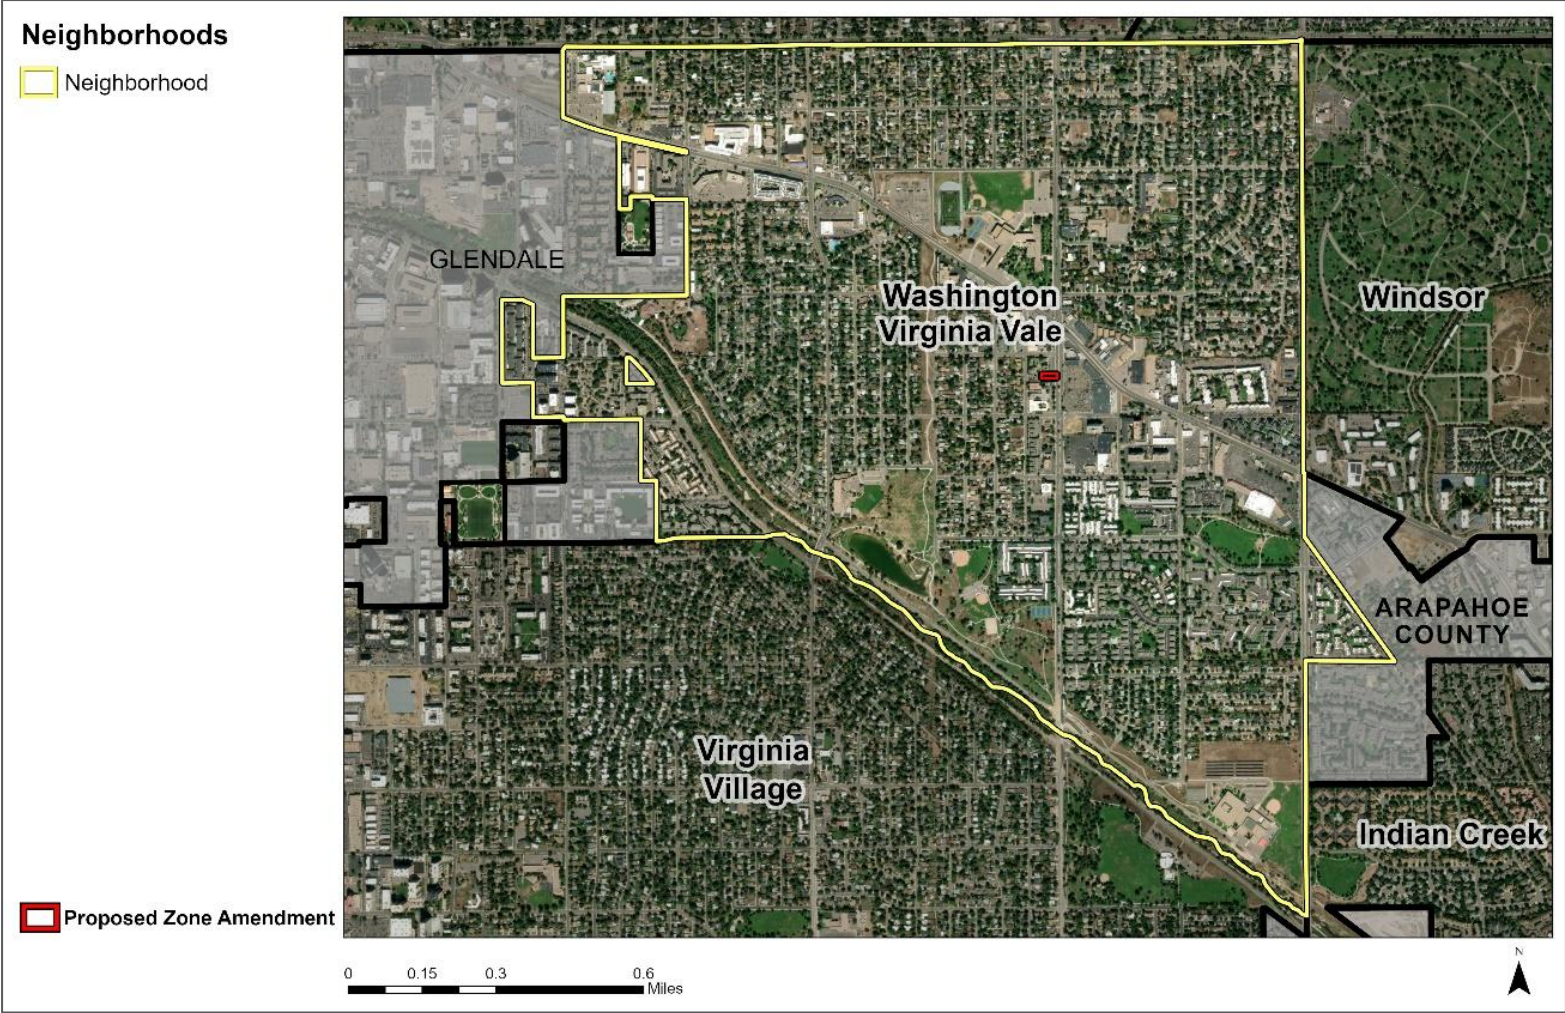 Neighborhoods
Neighborhood
GLENDALE
Washington
Virginia Vale
Windsor
ARAPAHOE
COUNTY
Virginia
Village
Indian Creek
Proposed Zone Amendment
0 0.15 0.3 0.6
Miles
N